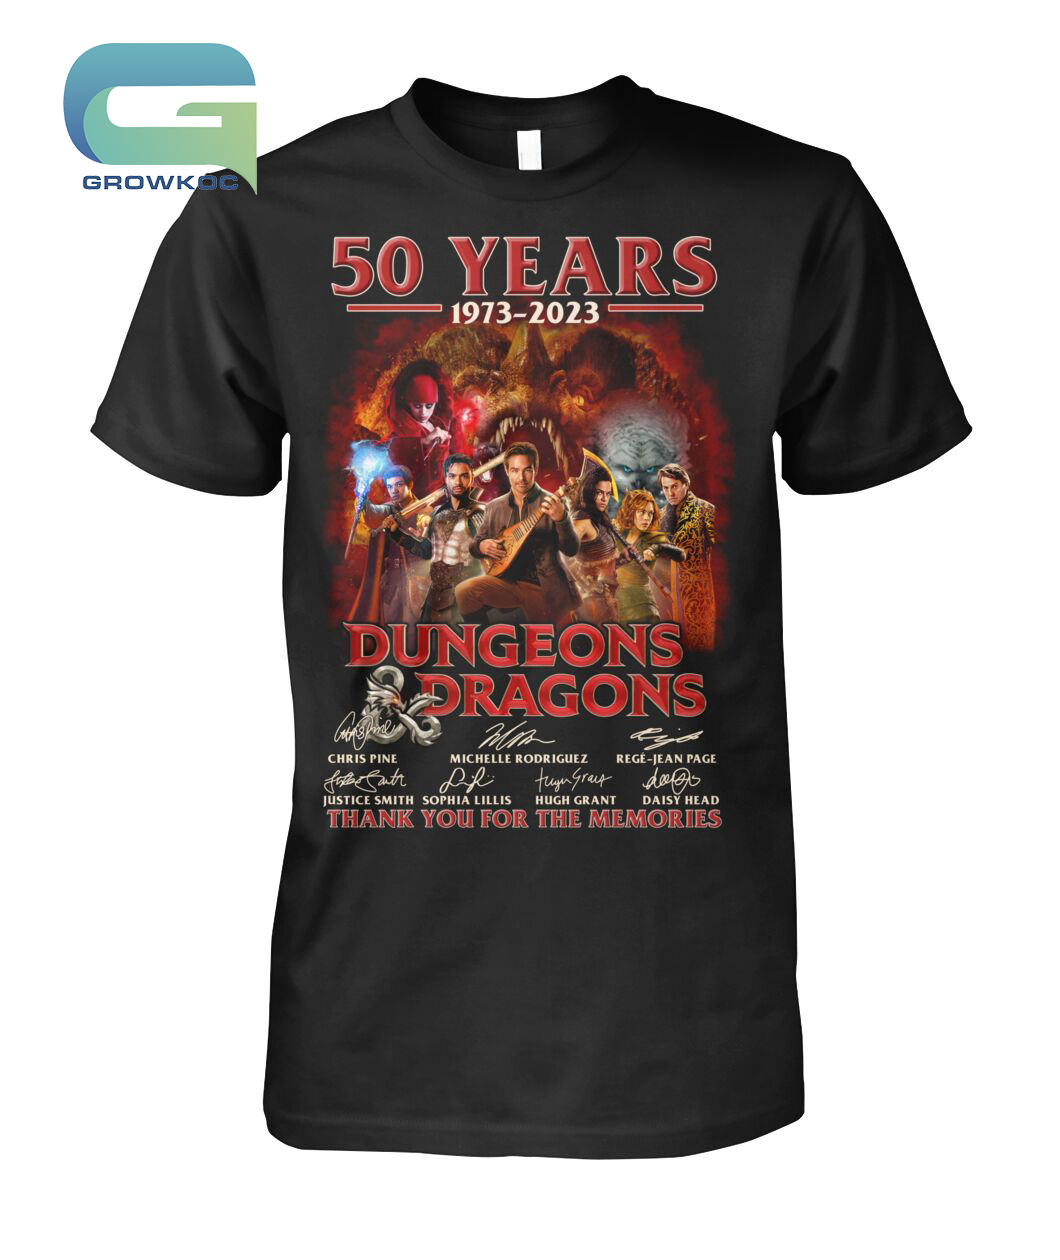 GROWKOC
50 YEARS
1973-2023
DUNGEONS
& DRAGONS
CHRIS PINE MICHELLE RODRIGUEZ REGÉ-JEAN PAGE
JUSTICE SMITH SOPHIA LILLIS HUGH GRANT DAISY HEAD
THANK YOU FOR THE MEMORIES